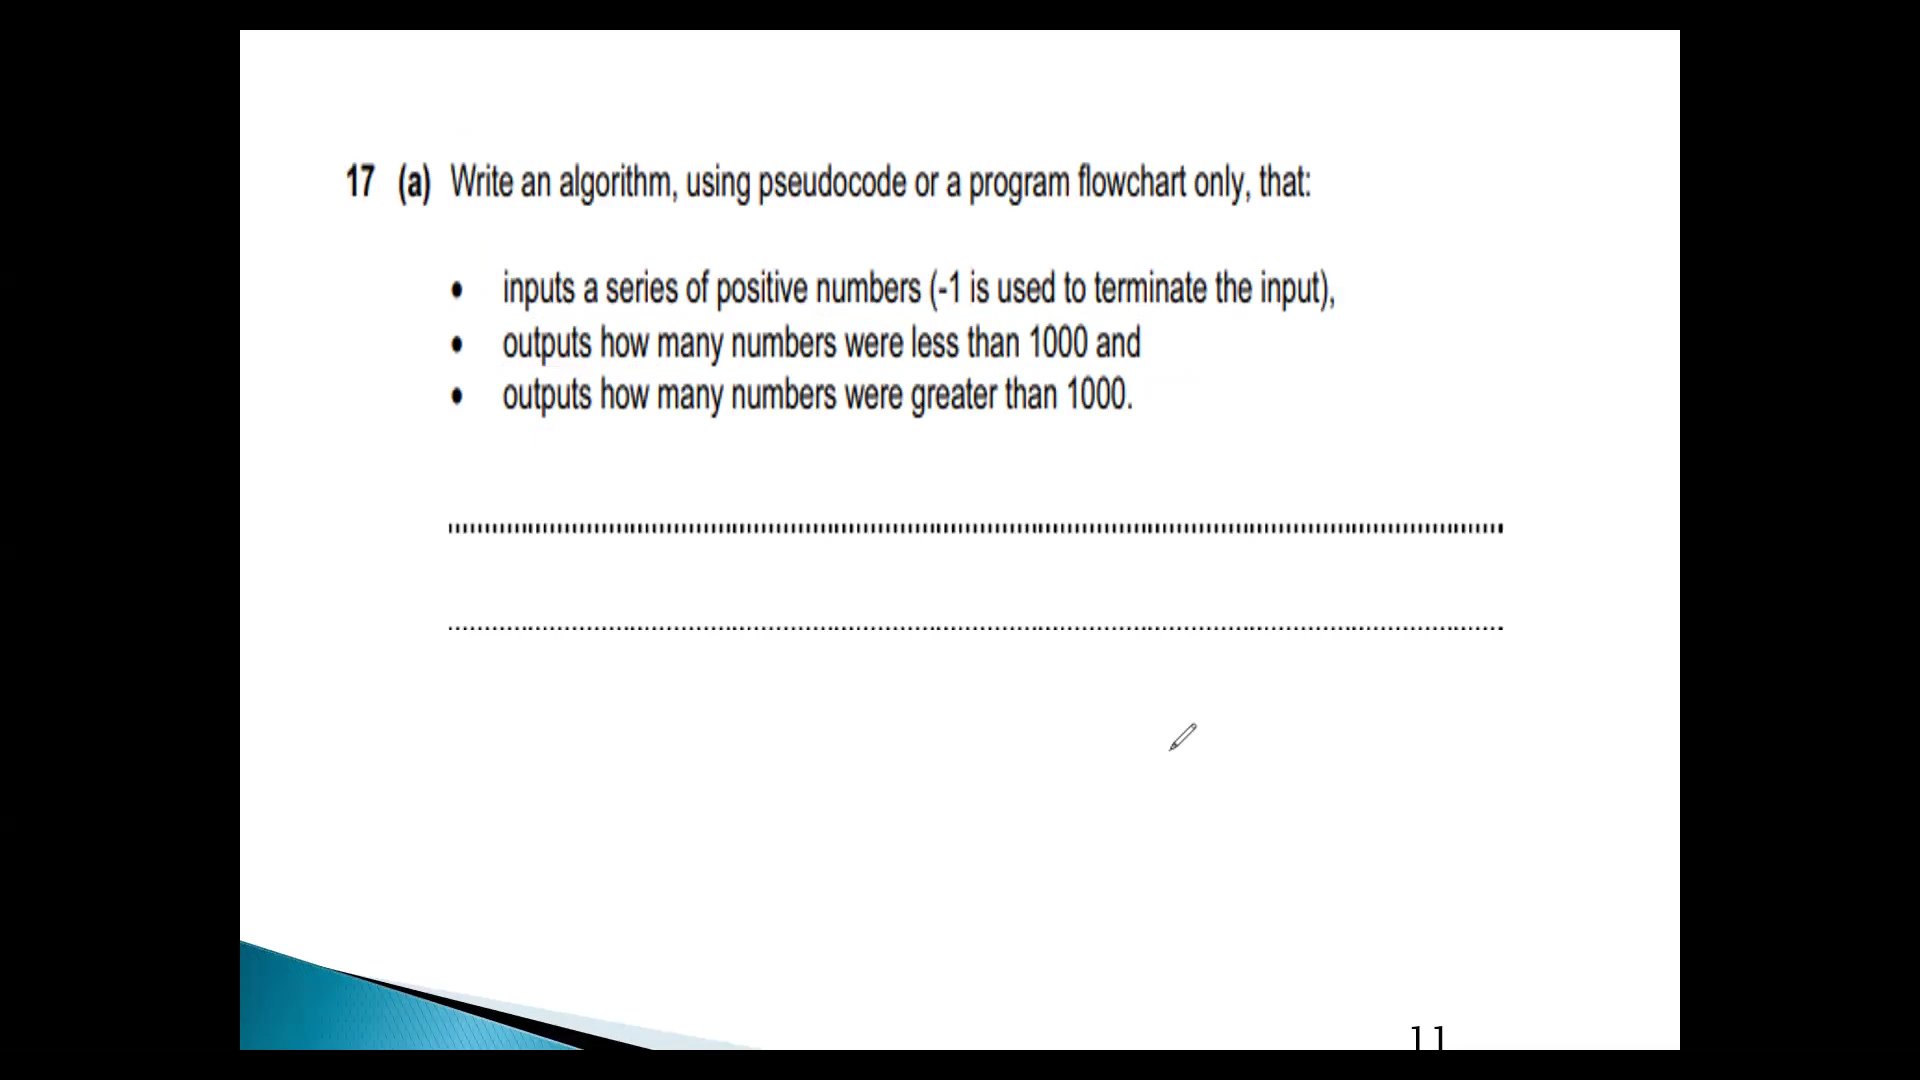 17 (a) Write an algorithm, using pseudocode or a program flowchart only, that:
• inputs a series of positive numbers (-1 is used to terminate the input),
• outputs how many numbers were less than 1000 and
• outputs how many numbers were greater than 1000.
11